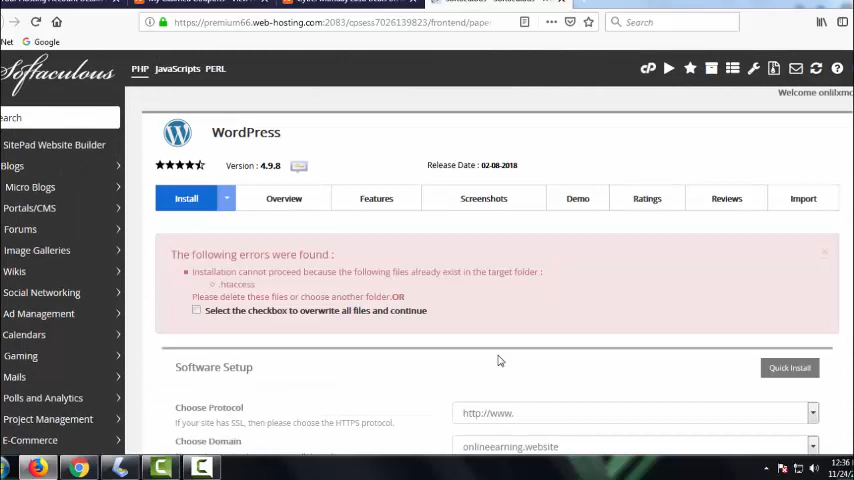 https://premium66.web-hosting.com:2083/cpsess7026139823/frontend/pape
Search
Net Google
Softaculous PHP JavaScripts PERL
cP
Welcome onlilxmc
earch
WordPress
SitePad Website Builder
Blogs
Version : 4.9.8
Release Date : 02-08-2018
Micro Blogs
Install Overview Features Screenshots Demo Ratings Reviews Import
Portals/CMS
Forums
Image Galleries
The following errors were found :
Wikis
Installation cannot proceed because the following files already exist in the target folder :
.htaccess
Social Networking
Please delete these files or choose another folder.OR
Ad Management
Select the checkbox to overwrite all files and continue
Calendars
Gaming
Software Setup
Quick Install
Mails
Polls and Analytics
Choose Protocol
http://www.
Project Management
If your site has SSL, then please choose the HTTPS protocol.
E-Commerce
Choose Domain
onlineearning.website
12:36
11/24/2